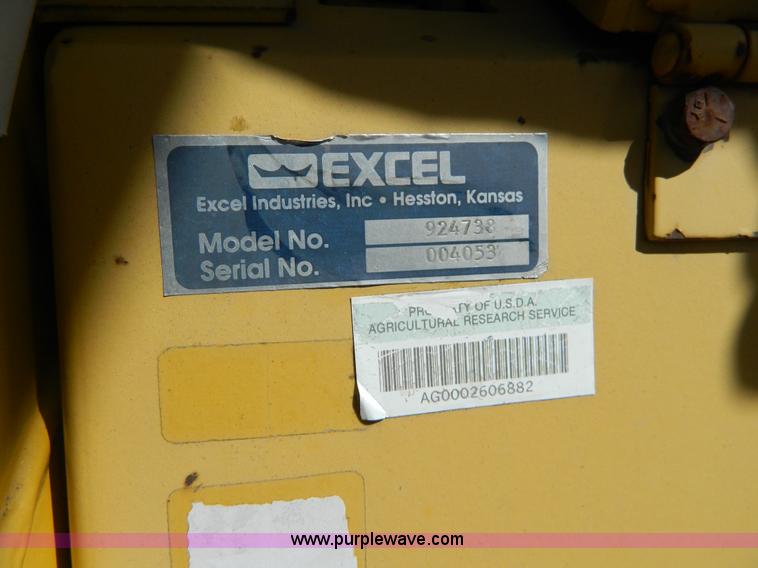 EXCEL
Excel Industries, Inc • Hesston, Kansas
Model No. 924738
Serial No. 004053
OF U.S.D.A.
AGRICULTURAL RESEARCH SERVICE
AG0002606882
www.purplewave.com